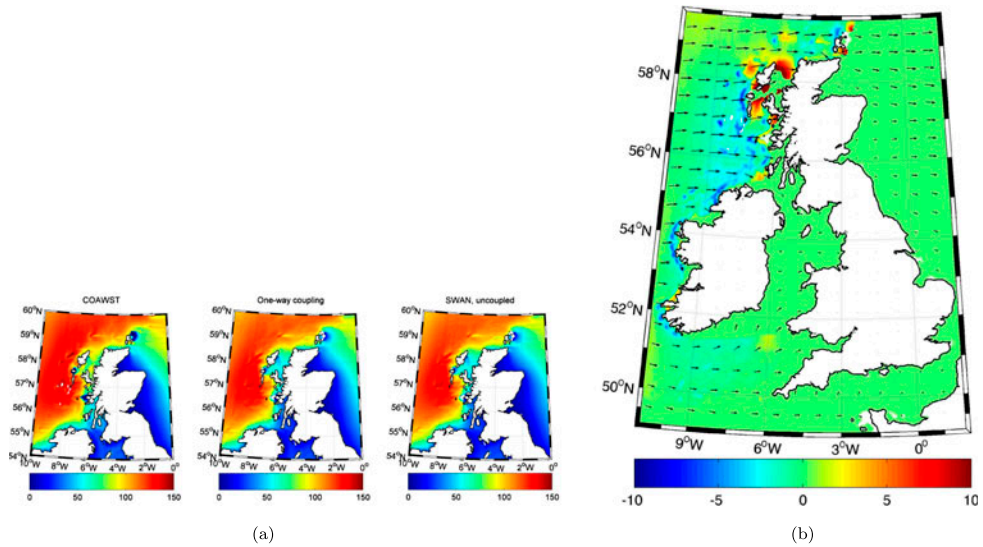 COAWST
60°N
59°N
58°N
57°N
56°N
55°N
54°N
10°W 8°W 6°W 4°W 2°W 0°
0 50 100 150
One-way coupling
60°N
59°N
58°N
57°N
56°N
55°N
54°N
10°W 8°W 6°W 4°W 2°W 0°
0 50 100 150
SWAN, uncoupled
60°N
59°N
58°N
57°N
56°N
55°N
54°N
10°W 8°W 6°W 4°W 2°W 0°
0 50 100 150
(a)
58°N
56°N
54°N
52°N
50°N
9°W 6°W 3°W 0°
-10 -5 0 5 10
(b)